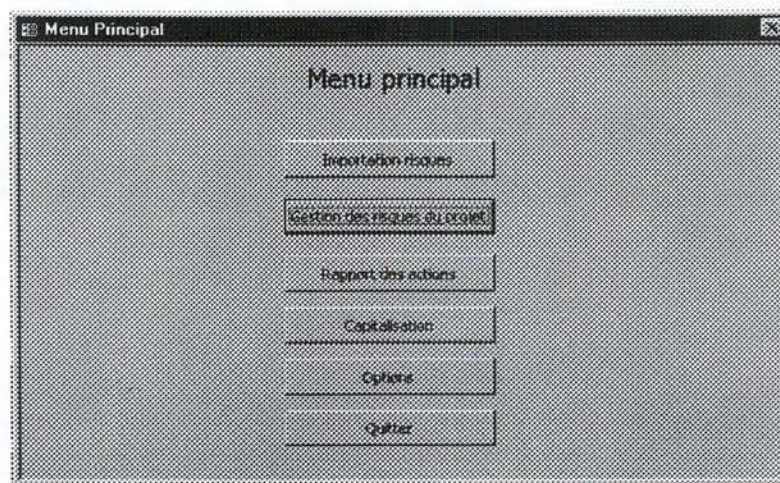 Menu Principal
Menu principal
Importation risques
Gestion des risques du projet
Rapport des actions
Capitalisation
Options
Quitter